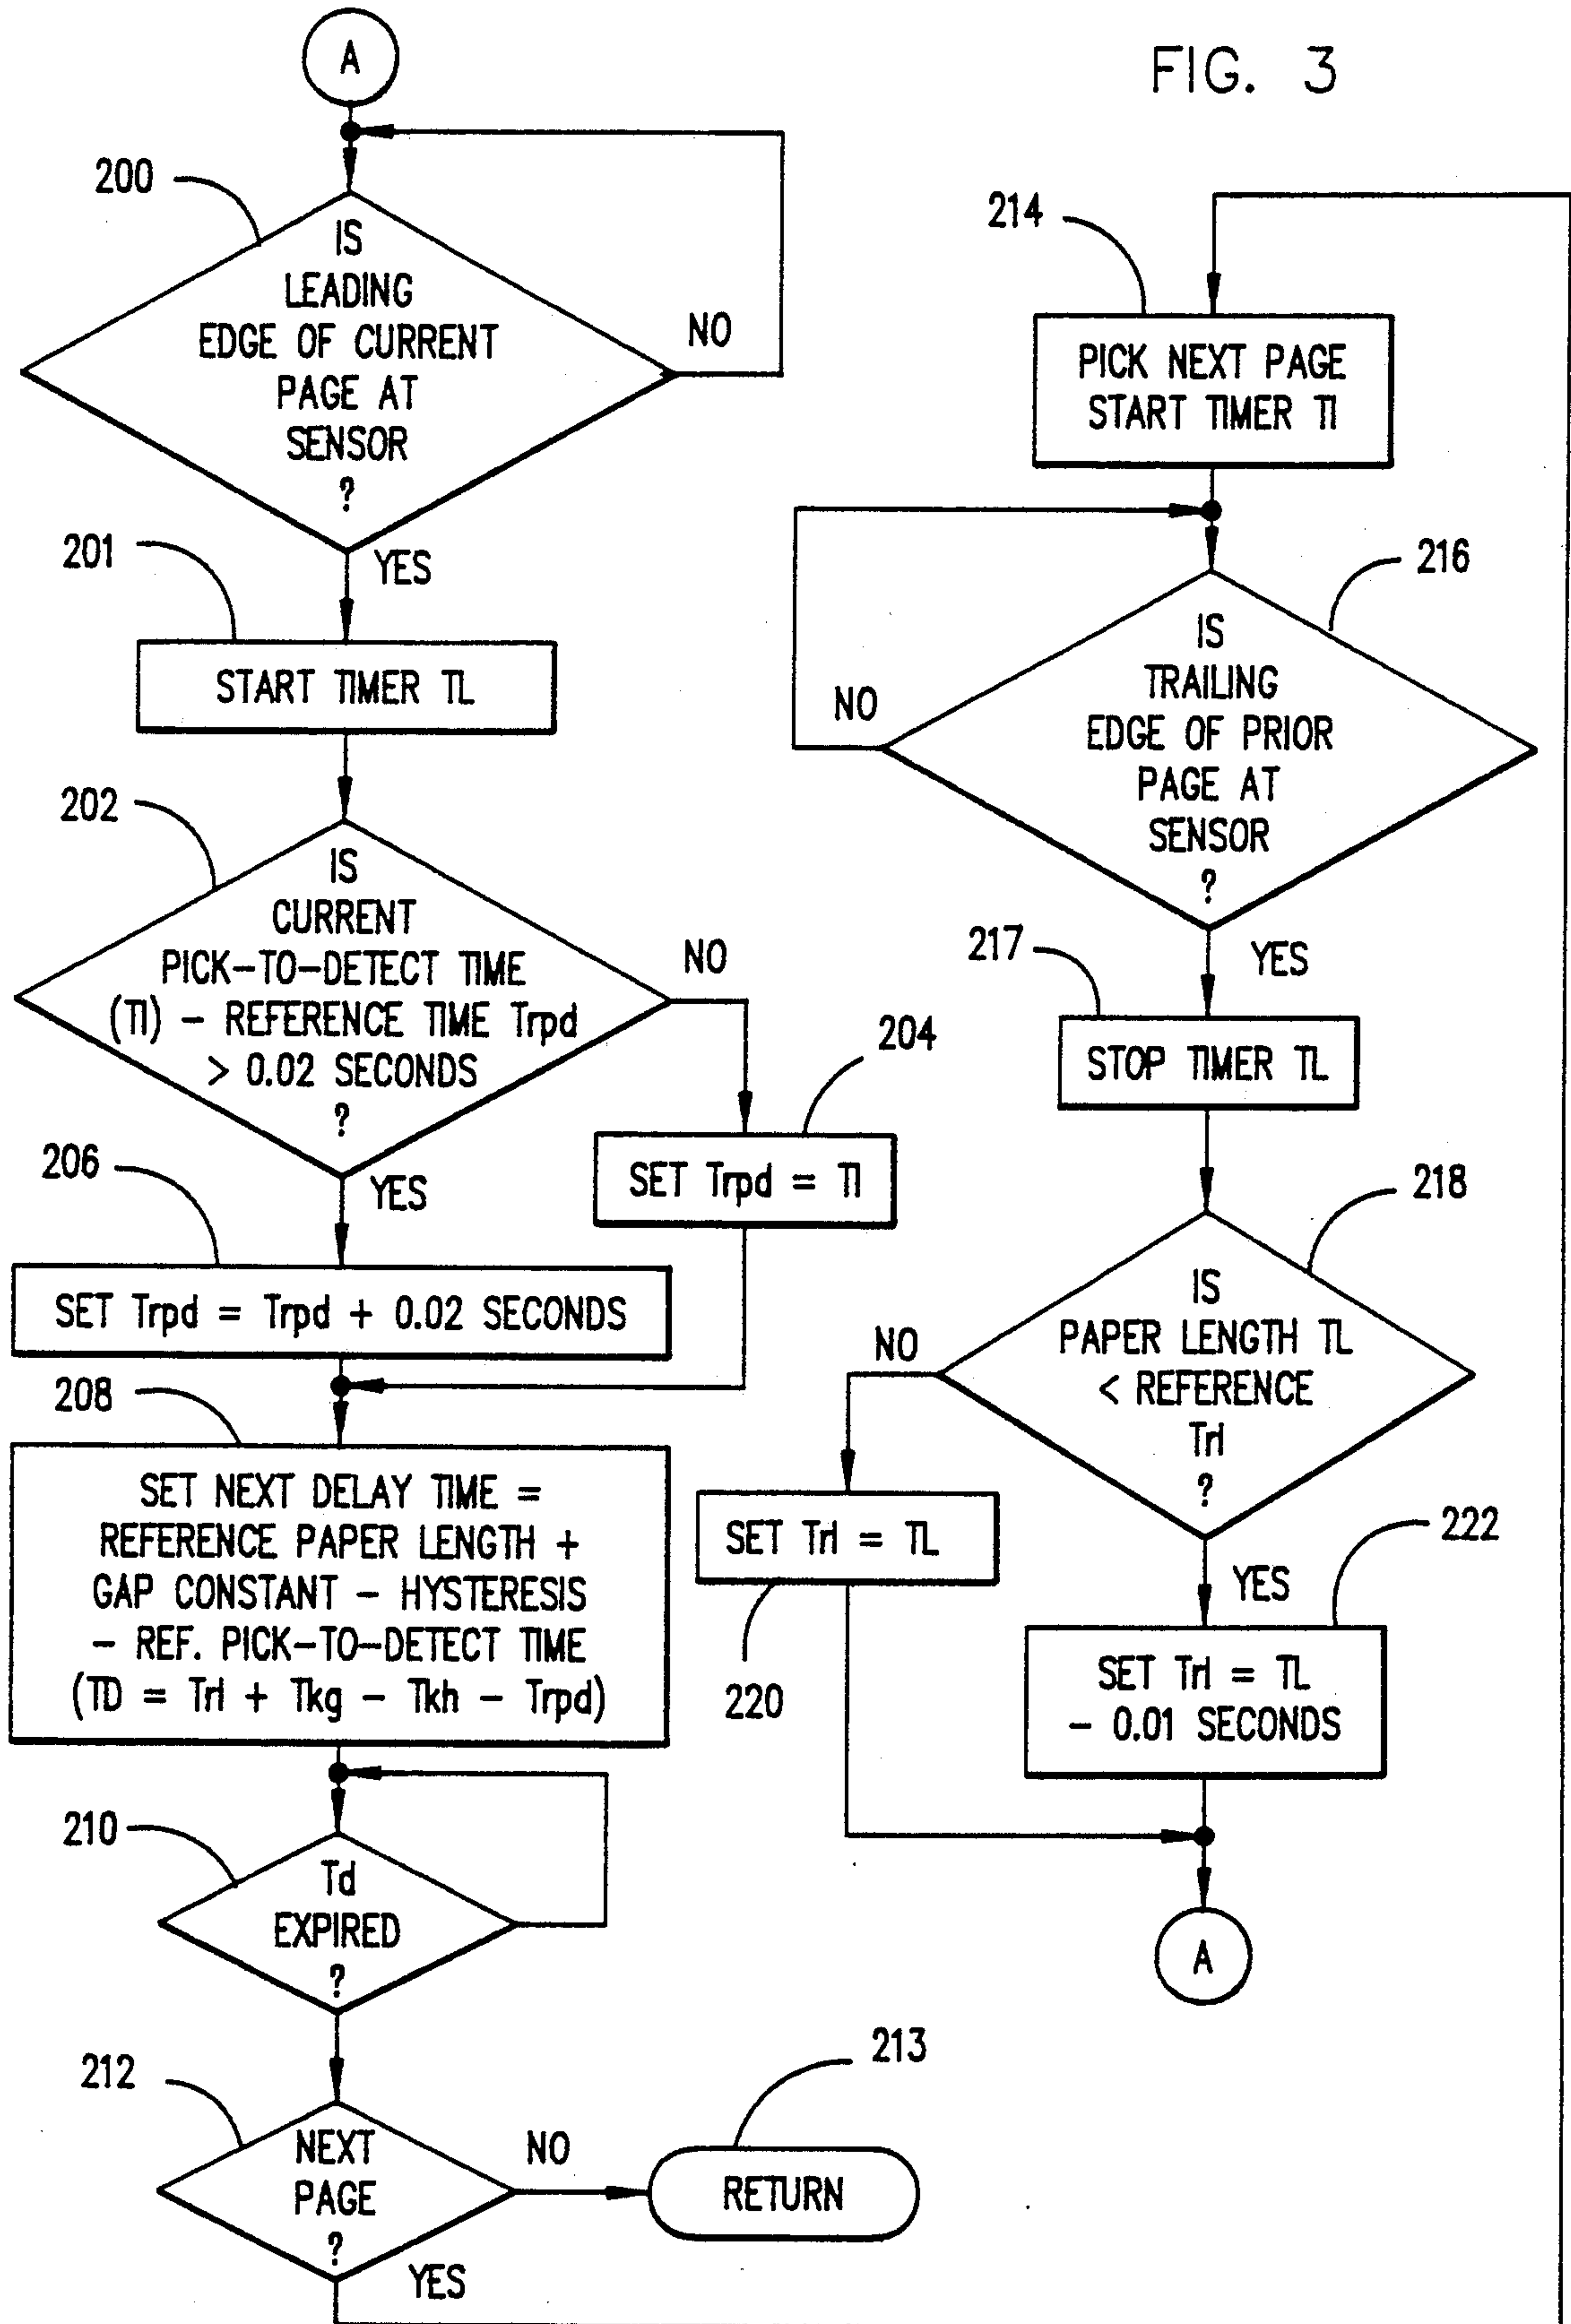 FIG. 3
A
200
IS
LEADING
EDGE OF CURRENT
PAGE AT
SENSOR
?
NO
YES
201
START TIMER TL
202
IS
CURRENT
PICK-TO-DETECT TIME
(TI) - REFERENCE TIME Trpd
> 0.02 SECONDS
?
NO
YES
204
SET Trpd = TI
206
SET Trpd = Trpd + 0.02 SECONDS
208
SET NEXT DELAY TIME =
REFERENCE PAPER LENGTH +
GAP CONSTANT - HYSTERESIS
- REF. PICK-TO-DETECT TIME
(TD = Trl + Tkg - Tkh - Trpd)
210
Td
EXPIRED
?
212
NEXT
PAGE
?
NO
YES
213
RETURN
214
PICK NEXT PAGE
START TIMER TI
216
IS
TRAILING
EDGE OF PRIOR
PAGE AT
SENSOR
?
NO
YES
217
STOP TIMER TL
218
IS
PAPER LENGTH TL
< REFERENCE
Trl
?
NO
YES
SET Trl = TL
220
222
SET Trl = TL
- 0.01 SECONDS
A